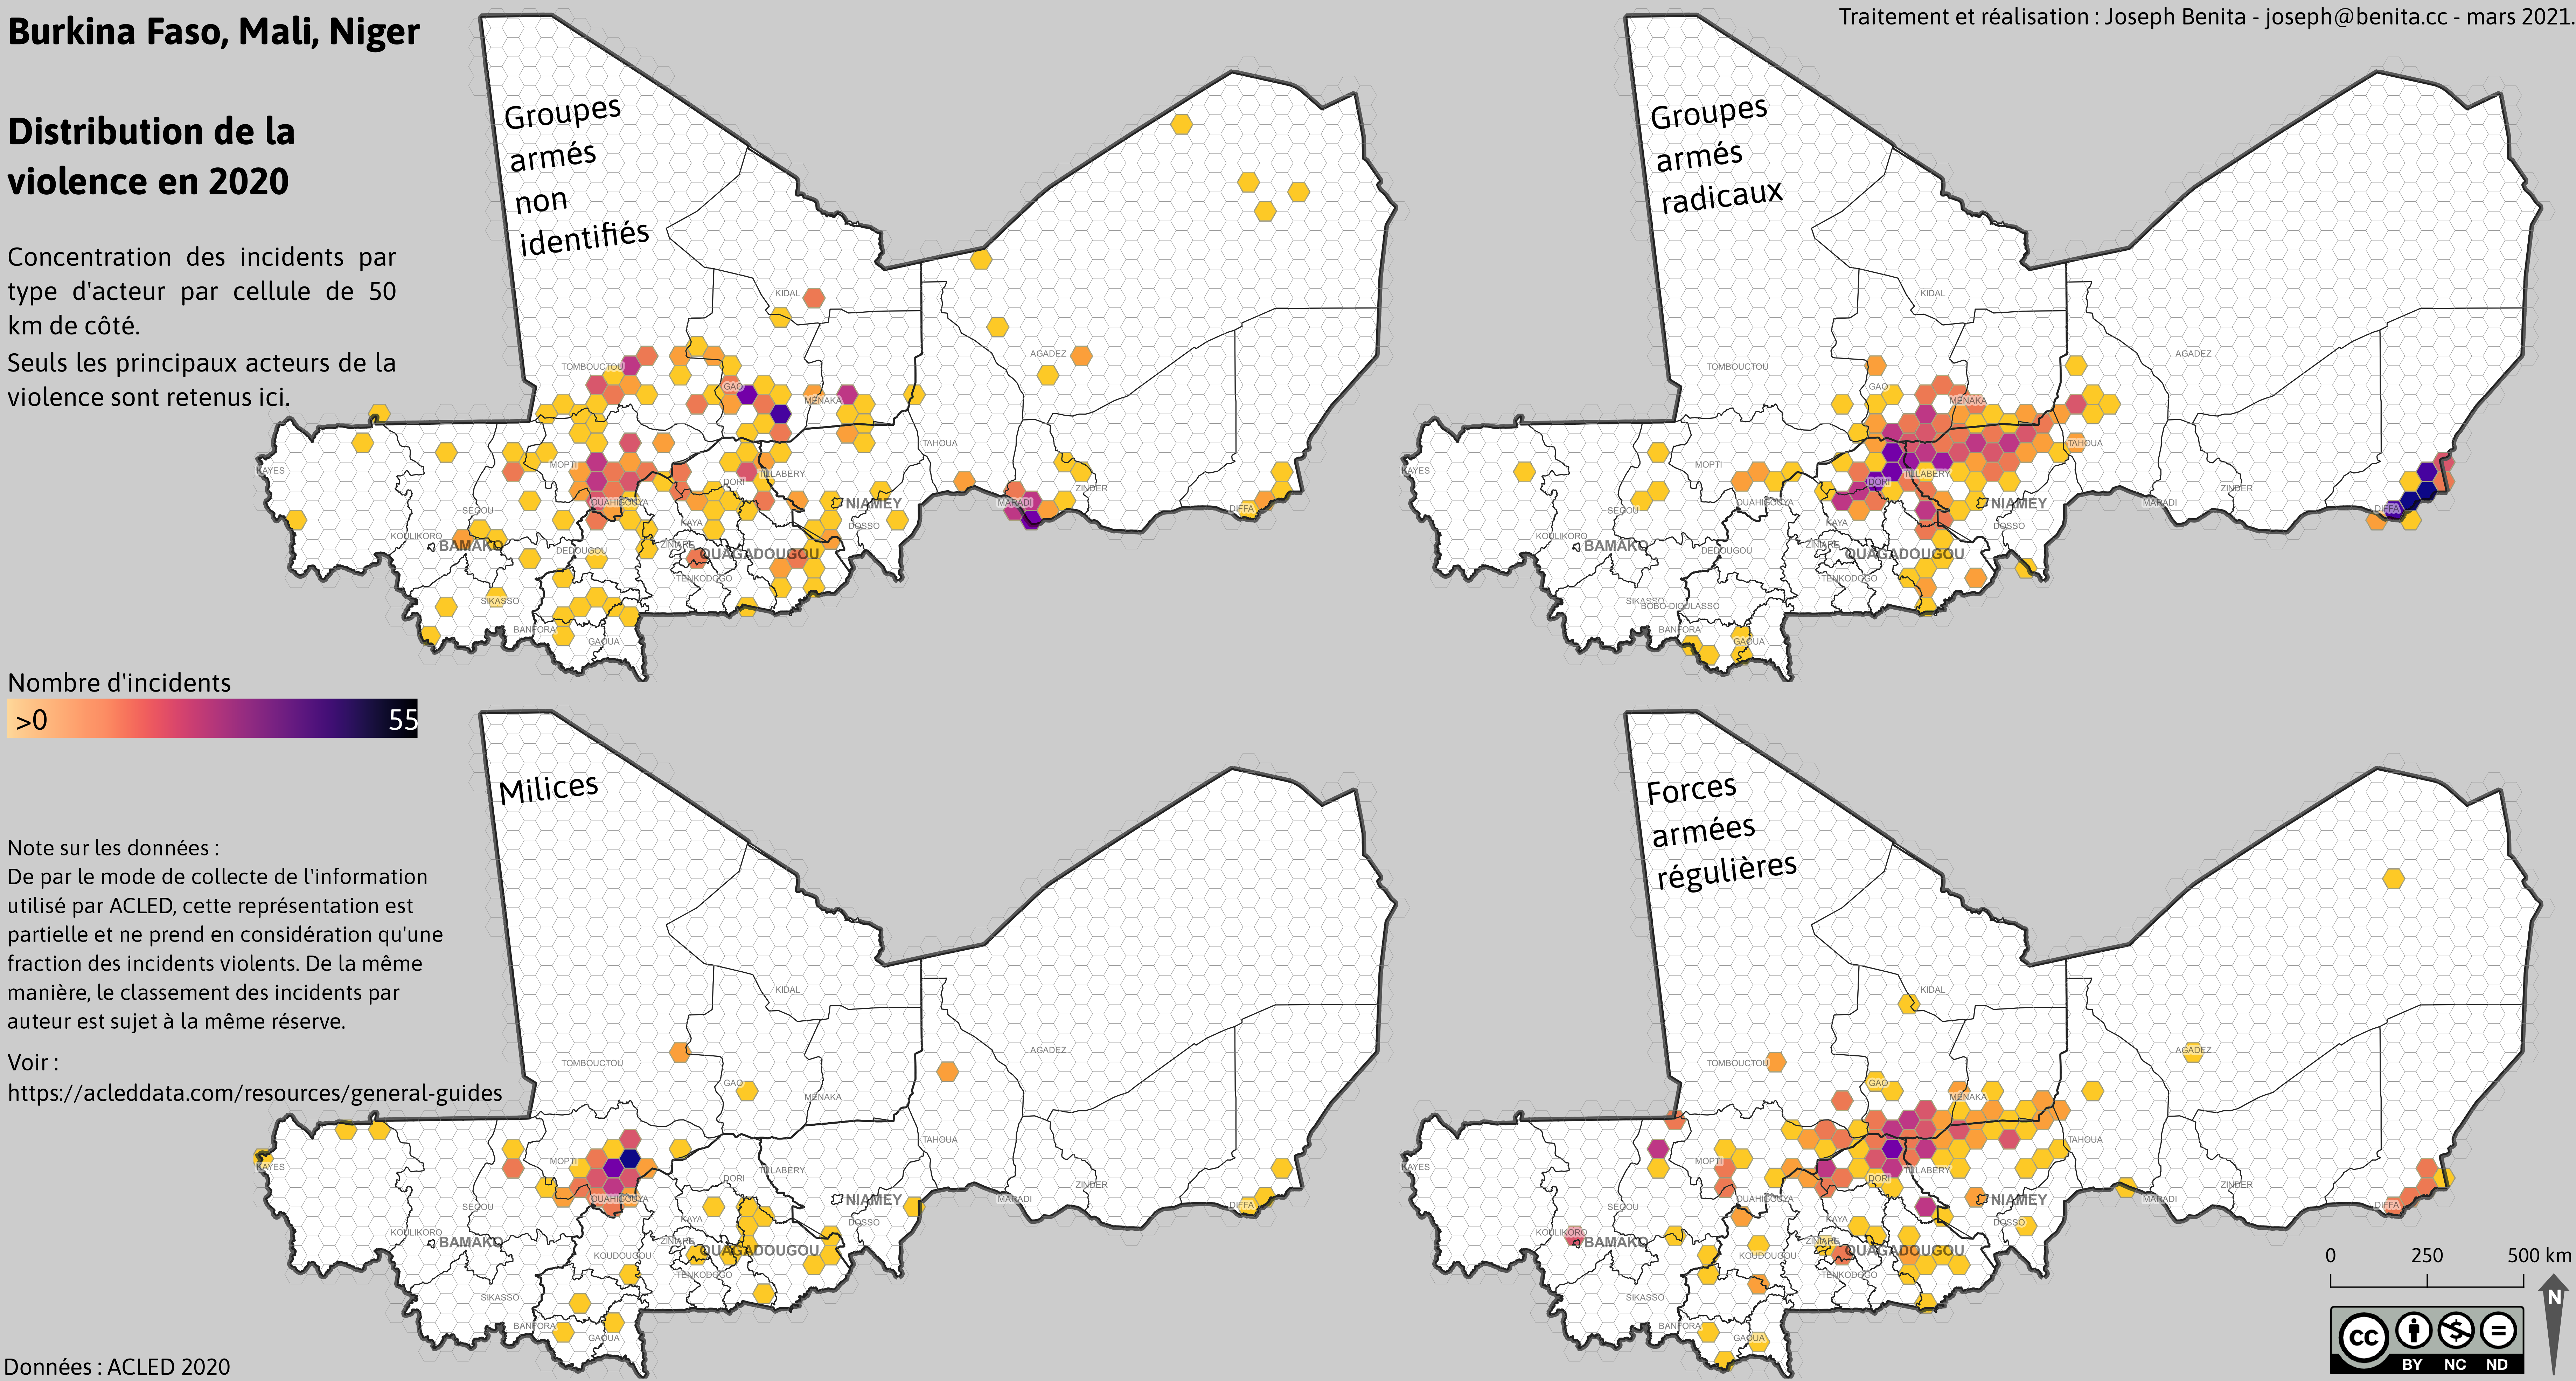 Burkina Faso, Mali, Niger
Distribution de la
violence en 2020
Concentration des incidents par
type d'acteur par cellule de 50
km de côté.
Seuls les principaux acteurs de la
violence sont retenus ici.
Nombre d'incidents
>0
55
Note sur les données :
De par le mode de collecte de l'information
utilisé par ACLED, cette représentation est
partielle et ne prend en considération qu'une
fraction des incidents violents. De la même
manière, le classement des incidents par
auteur est sujet à la même réserve.
Voir :
https://acleddata.com/resources/general-guides
Données : ACLED 2020
Traitement et réalisation : Joseph Benita - joseph@benita.cc - mars 2021.
Groupes
armés
non
identifiés
KIDAL
TOMBOUCTOU
GAO
MENAKA
AGADEZ
TAHOUA
KAYES
MOPTI
TILLABERY
DORI
ZINDER
MARADI
OUAHIGOUYA
NIAMEY
DIFFA
SEGOU
KAYA
DOSSO
KOULIKORO
BAMAKO
DEDOUGOU
ZINIARE
OUAGADOUGOU
TENKODOGO
SIKASSO
BANFORA
GAOUA
Groupes
armés
radicaux
KIDAL
TOMBOUCTOU
GAO
MENAKA
AGADEZ
TAHOUA
KAYES
MOPTI
TILLABERY
DORI
ZINDER
MARADI
OUAHIGOUYA
NIAMEY
DIFFA
SEGOU
KAYA
DOSSO
KOULIKORO
BAMAKO
DEDOUGOU
ZINIARE
OUAGADOUGOU
TENKODOGO
SIKASSO
BOBO-DIOULASSO
BANFORA
GAOUA
Milices
KIDAL
TOMBOUCTOU
GAO
MENAKA
AGADEZ
TAHOUA
KAYES
MOPTI
TILLABERY
DORI
ZINDER
MARADI
OUAHIGOUYA
NIAMEY
DIFFA
SEGOU
KAYA
DOSSO
KOULIKORO
BAMAKO
KOUDOUGOU
ZINIARE
OUAGADOUGOU
TENKODOGO
SIKASSO
BANFORA
GAOUA
Forces
armées
régulières
KIDAL
TOMBOUCTOU
GAO
MENAKA
AGADEZ
TAHOUA
KAYES
MOPTI
TILLABERY
DORI
ZINDER
MARADI
OUAHIGOUYA
NIAMEY
DIFFA
SEGOU
KAYA
DOSSO
KOULIKORO
BAMAKO
KOUDOUGOU
ZINIARE
OUAGADOUGOU
TENKODOGO
SIKASSO
BANFORA
GAOUA
0 250 500 km
N
cc
BY NC ND